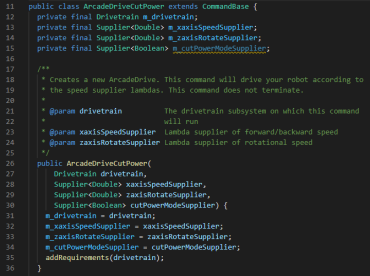 11 public class ArcadeDriveCutPower extends CommandBase {
12 private final Drivetrain m_drivetrain;
13 private final Supplier<Double> m_xaxisSpeedSupplier;
14 private final Supplier<Double> m_zaxisRotateSupplier;
15 private final Supplier<Boolean> m_cutPowerModeSupplier;
16
17 /**
18 * Creates a new ArcadeDrive. This command will drive your robot according to
19 * the speed supplier lambdas. This command does not terminate.
20 *
21 * @param drivetrain The drivetrain subsystem on which this command
22 * will run
23 * @param xaxisSpeedSupplier Lambda supplier of forward/backward speed
24 * @param zaxisRotateSupplier Lambda supplier of rotational speed
25 */
26 public ArcadeDriveCutPower(
27 Drivetrain drivetrain,
28 Supplier<Double> xaxisSpeedSupplier,
29 Supplier<Double> zaxisRotateSupplier,
30 Supplier<Boolean> cutPowerModeSupplier) {
31 m_drivetrain = drivetrain;
32 m_xaxisSpeedSupplier = xaxisSpeedSupplier;
33 m_zaxisRotateSupplier = zaxisRotateSupplier;
34 m_cutPowerModeSupplier = cutPowerModeSupplier;
35 addRequirements(drivetrain);
36 }